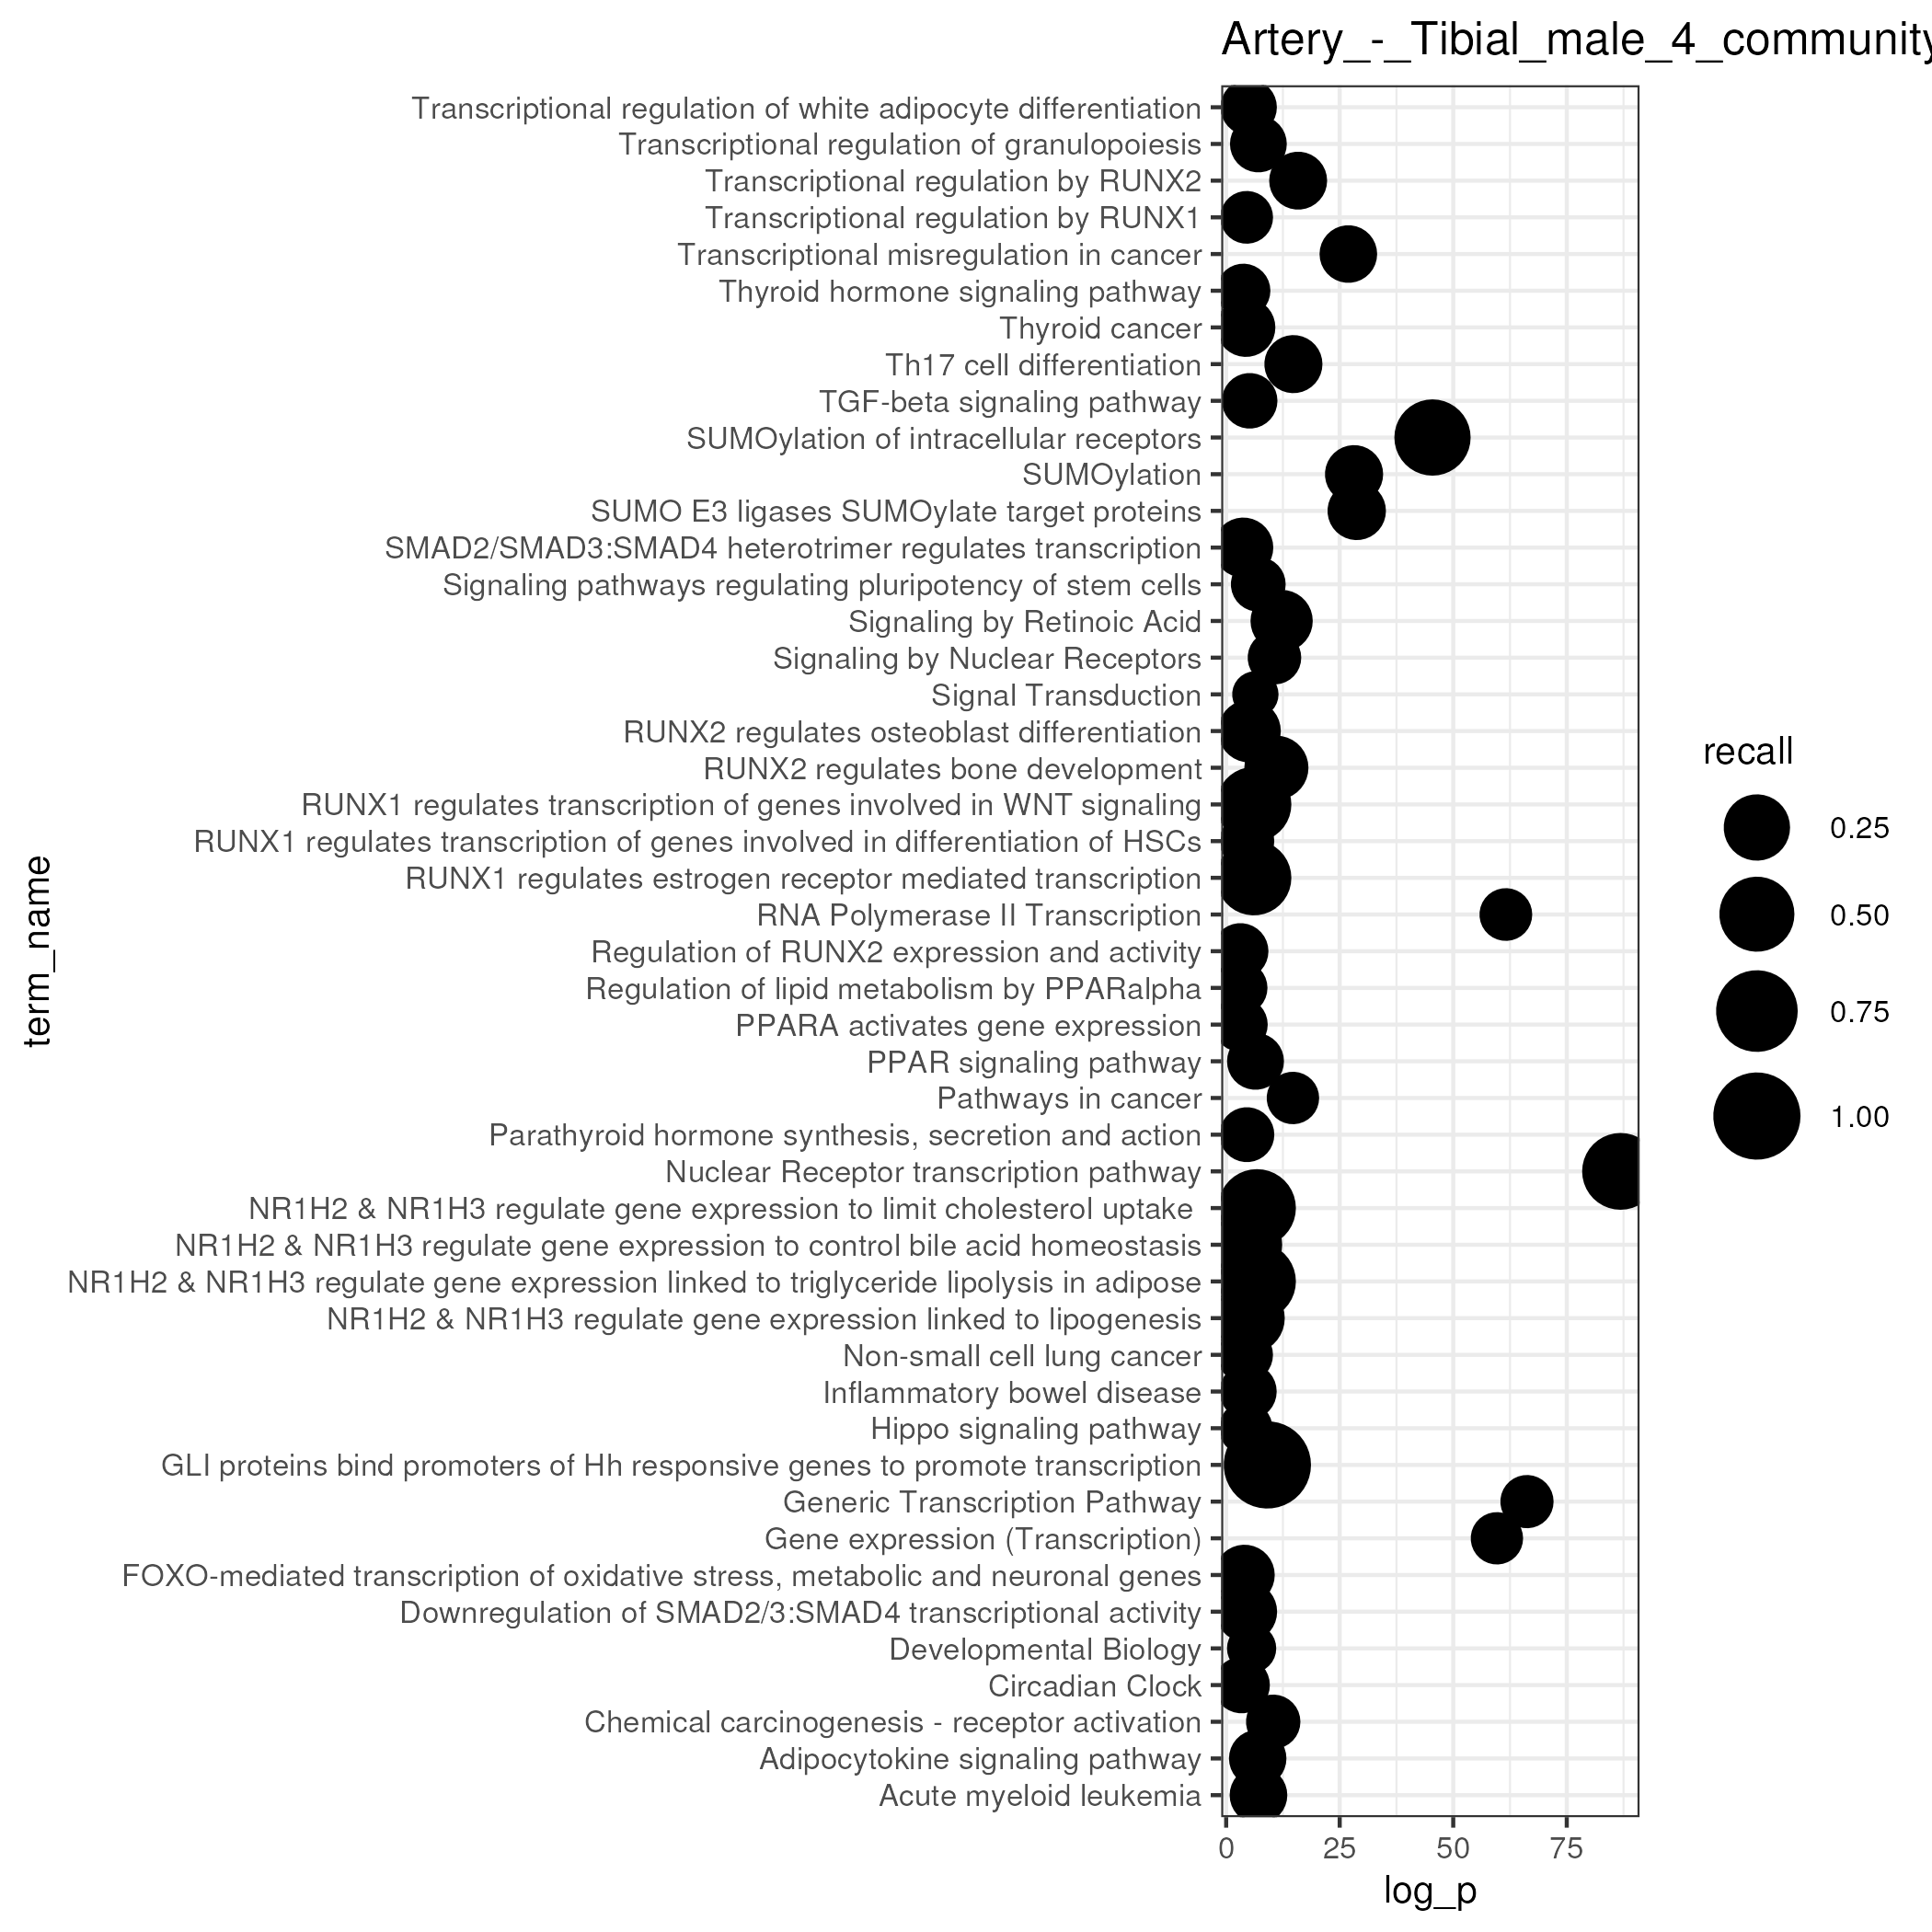 Artery_-_Tibial_male_4_community
Transcriptional regulation of white adipocyte differentiation
Transcriptional regulation of granulopoiesis
Transcriptional regulation by RUNX2
Transcriptional regulation by RUNX1
Transcriptional misregulation in cancer
Thyroid hormone signaling pathway
Thyroid cancer
Th17 cell differentiation
TGF-beta signaling pathway
SUMOylation of intracellular receptors
SUMOylation
SUMO E3 ligases SUMOylate target proteins
SMAD2/SMAD3:SMAD4 heterotrimer regulates transcription
Signaling pathways regulating pluripotency of stem cells
Signaling by Retinoic Acid
Signaling by Nuclear Receptors
Signal Transduction
RUNX2 regulates osteoblast differentiation
RUNX2 regulates bone development
RUNX1 regulates transcription of genes involved in WNT signaling
RUNX1 regulates transcription of genes involved in differentiation of HSCs
RUNX1 regulates estrogen receptor mediated transcription
RNA Polymerase II Transcription
Regulation of RUNX2 expression and activity
Regulation of lipid metabolism by PPARalpha
PPARA activates gene expression
PPAR signaling pathway
Pathways in cancer
Parathyroid hormone synthesis, secretion and action
Nuclear Receptor transcription pathway
NR1H2 & NR1H3 regulate gene expression to limit cholesterol uptake
NR1H2 & NR1H3 regulate gene expression to control bile acid homeostasis
NR1H2 & NR1H3 regulate gene expression linked to triglyceride lipolysis in adipose
NR1H2 & NR1H3 regulate gene expression linked to lipogenesis
Non-small cell lung cancer
Inflammatory bowel disease
Hippo signaling pathway
GLI proteins bind promoters of Hh responsive genes to promote transcription
Generic Transcription Pathway
Gene expression (Transcription)
FOXO-mediated transcription of oxidative stress, metabolic and neuronal genes
Downregulation of SMAD2/3:SMAD4 transcriptional activity
Developmental Biology
Circadian Clock
Chemical carcinogenesis - receptor activation
Adipocytokine signaling pathway
Acute myeloid leukemia
term_name
0 25 50 75
log_p
recall
0.25
0.50
0.75
1.00